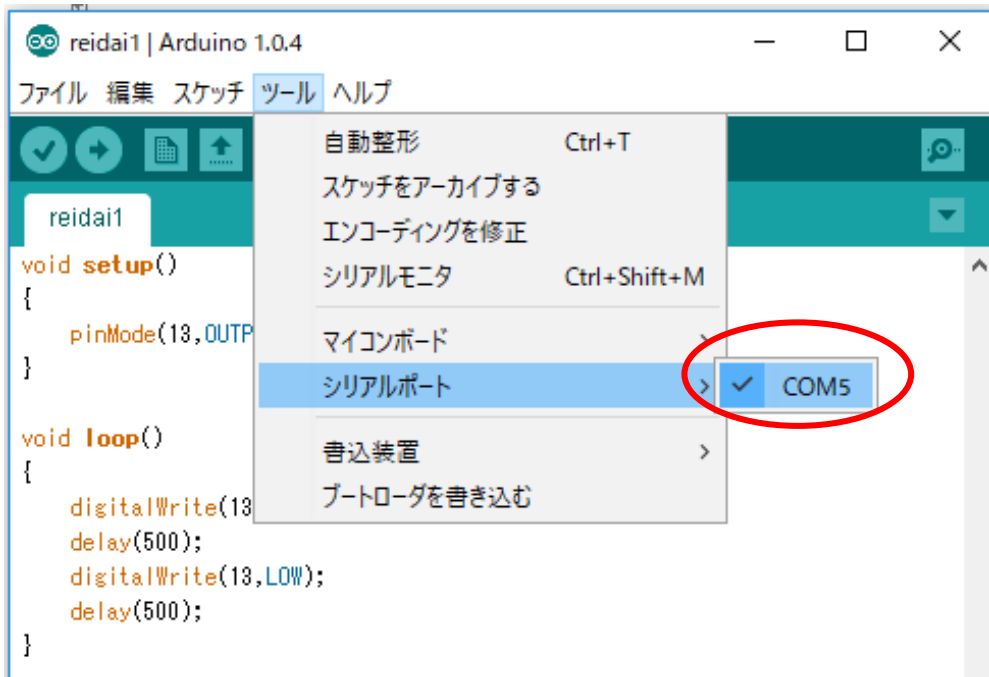 reidai1 | Arduino 1.0.4
ファイル 編集 スケッチ ツール ヘルプ
自動整形 Ctrl+T
スケッチをアーカイブする
エンコーディングを修正
シリアルモニタ Ctrl+Shift+M
マイコンボード
シリアルポート
COM5
書込装置
ブートローダを書き込む
reidai1
void setup()
{
pinMode(13,OUTP
}
void loop()
{
digitalWrite(13
delay(500);
digitalWrite(13,LOW);
delay(500);
}